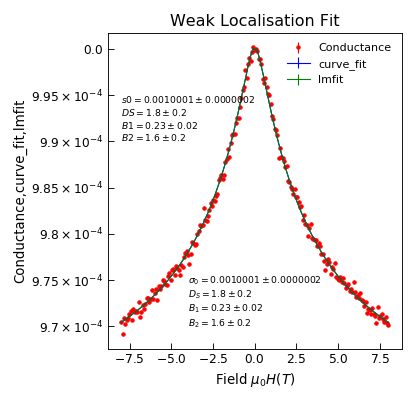 Weak Localisation Fit
Conductance,curve_fit,lmfit
0.0
9.95 × 10⁻⁴
9.9 × 10⁻⁴
9.85 × 10⁻⁴
9.8 × 10⁻⁴
9.75 × 10⁻⁴
9.7 × 10⁻⁴
Conductance
curve_fit
lmfit
s0 = 0.0010001 ± 0.0000002
DS = 1.8 ± 0.2
B1 = 0.23 ± 0.02
B2 = 1.6 ± 0.2
σ₀ = 0.0010001 ± 0.0000002
D_S = 1.8 ± 0.2
B₁ = 0.23 ± 0.02
B₂ = 1.6 ± 0.2
−7.5 −5.0 −2.5 0.0 2.5 5.0 7.5
Field μ₀H(T)